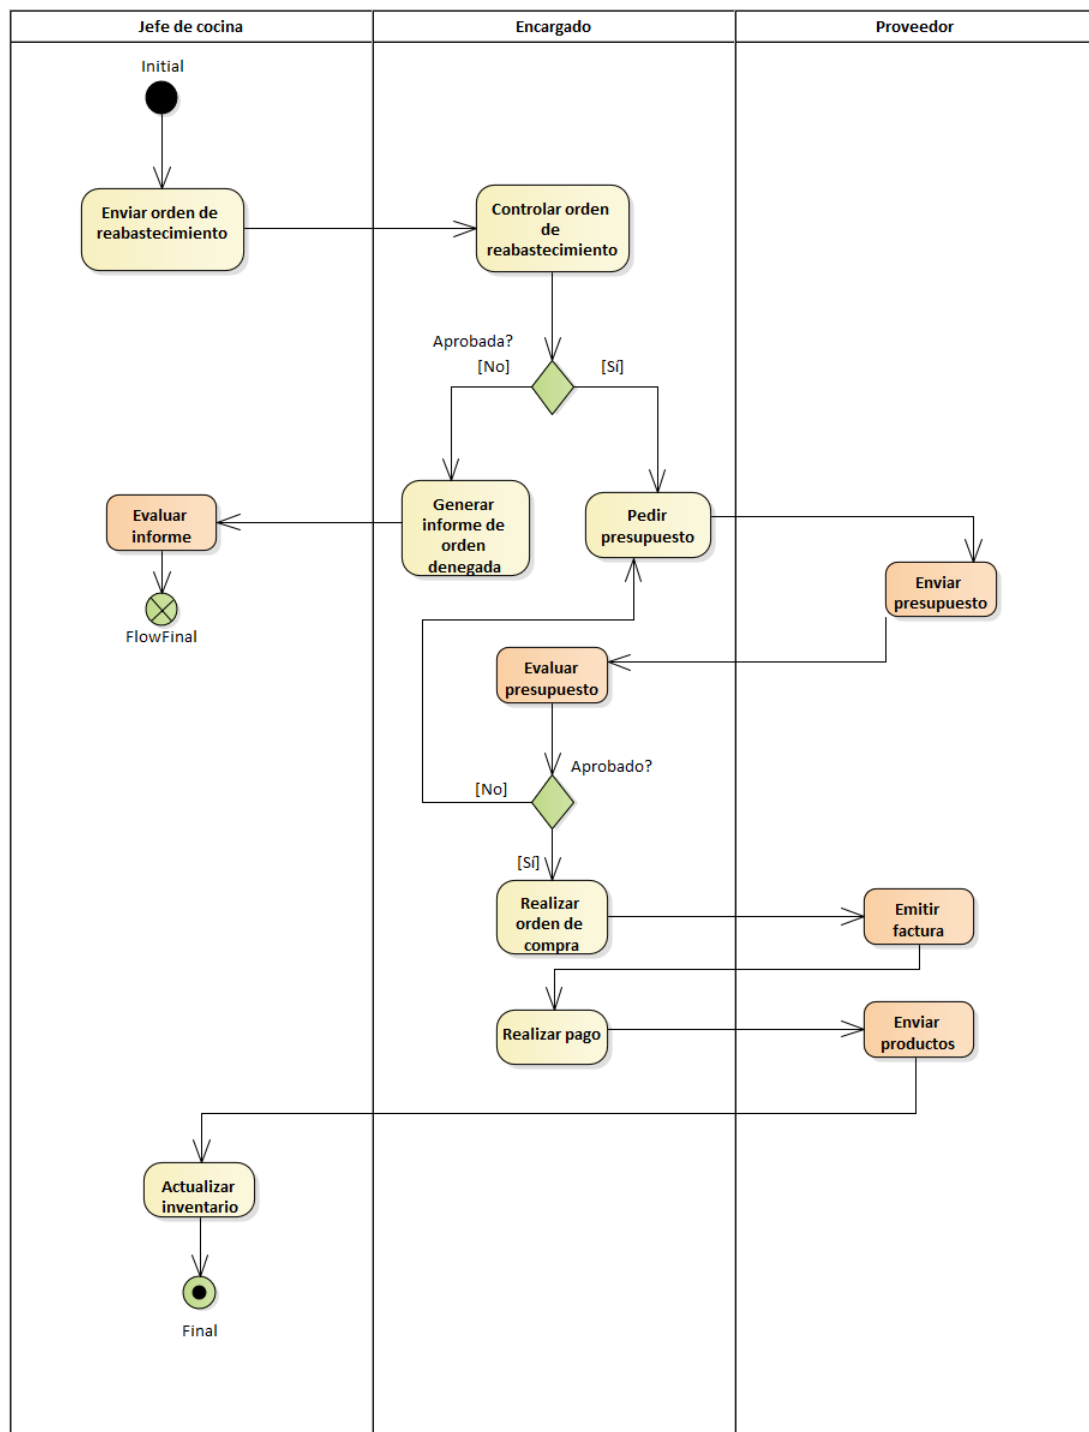 Jefe de cocina
Encargado
Proveedor
Initial
Enviar orden de
reabastecimiento
Controlar orden
de
reabastecimiento
Aprobada?
[No]
[Sí]
Evaluar
informe
Generar
informe de
orden
denegada
Pedir
presupuesto
Enviar
presupuesto
FlowFinal
Evaluar
presupuesto
Aprobado?
[No]
[Sí]
Realizar
orden de
compra
Emitir
factura
Realizar pago
Enviar
productos
Actualizar
inventario
Final